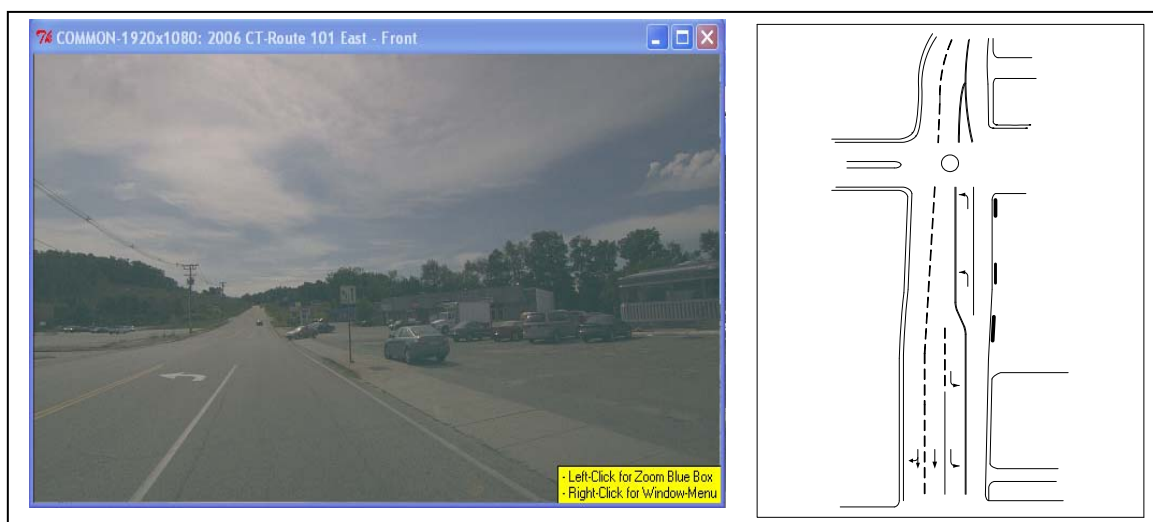 COMMON-1920x1080: 2006 CT-Route 101 East - Front
- Left-Click for Zoom Blue Box
- Right-Click for Window-Menu